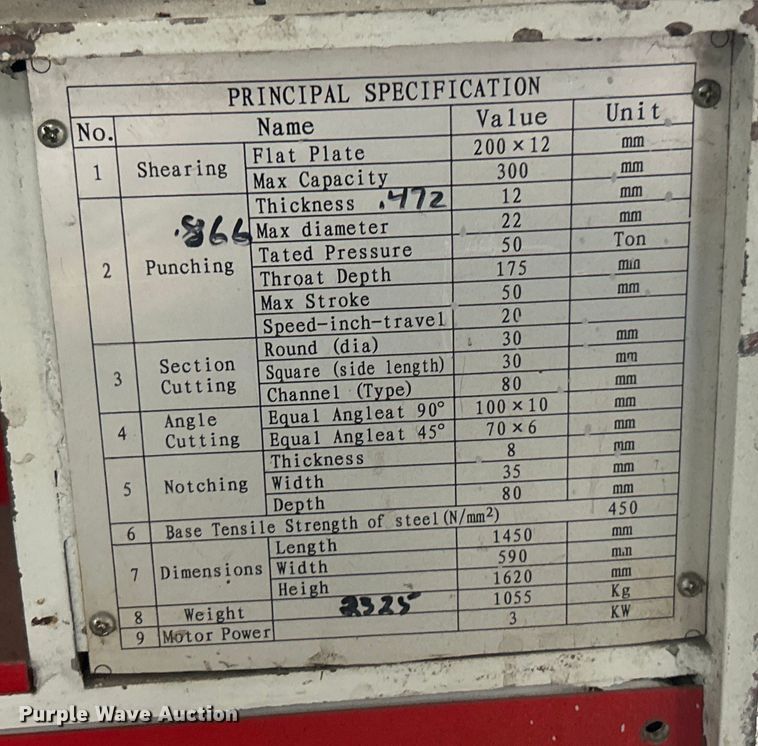 PRINCIPAL SPECIFICATION
No. Name Value Unit
1 Shearing Flat Plate 200×12 mm
Max Capacity 300 mm
2 Punching Thickness .472 12 mm
.866 Max diameter 22 mm
Tated Pressure 50 Ton
Throat Depth 175 min
Max Stroke 50 mm
Speed-inch-travel 20
3 Section Cutting Round (dia) 30 mm
Square (side length) 30 mm
Channel (Type) 80 mm
4 Angle Cutting Equal Angleat 90° 100×10 mm
Equal Angleat 45° 70×6 mm
5 Notching Thickness 8 mm
Width 35 mm
Depth 80 mm
6 Base Tensile Strength of steel(N/mm²) 450
7 Dimensions Length 1450 mm
Width 590 mm
Heigh 1620 mm
8 Weight 2325 1055 Kg
9 Motor Power 3 KW
Purple Wave Auction